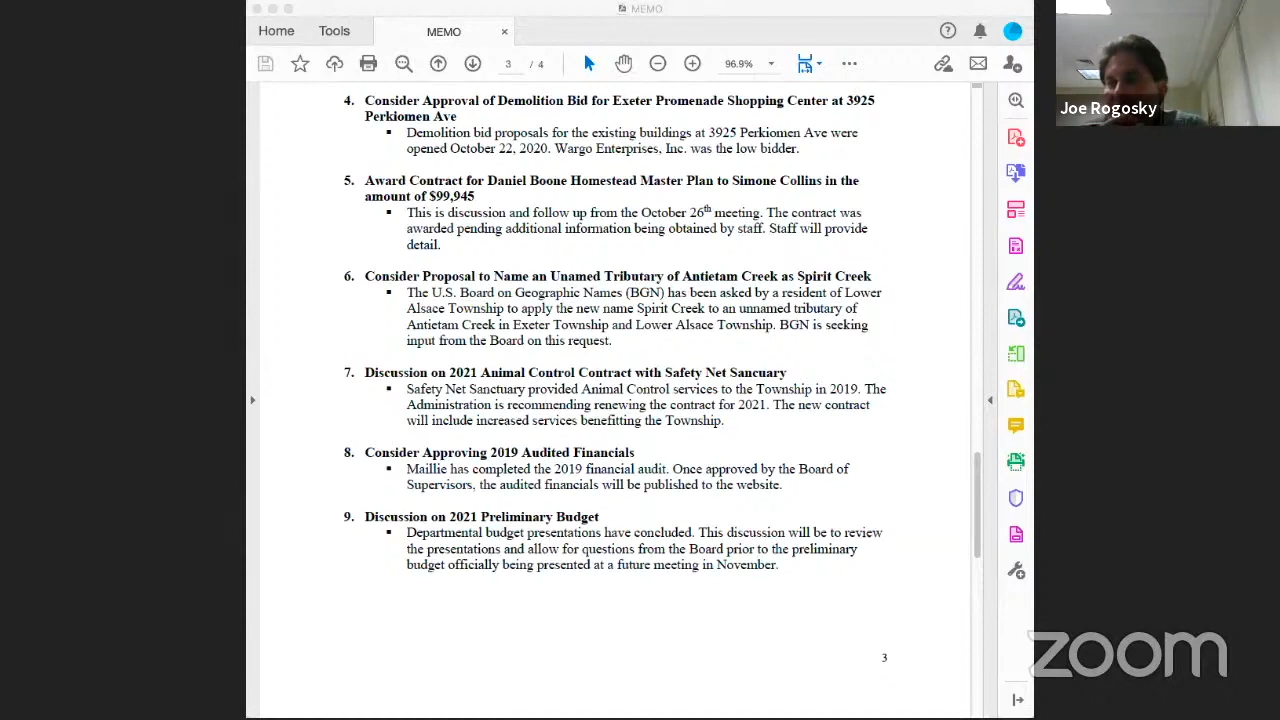 MEMO
Home
Tools
MEMO
×
3 / 4
96.9%
Joe Rogosky
4. Consider Approval of Demolition Bid for Exeter Promenade Shopping Center at 3925
Perkiomen Ave
▪ Demolition bid proposals for the existing buildings at 3925 Perkiomen Ave were
opened October 22, 2020. Wargo Enterprises, Inc. was the low bidder.
5. Award Contract for Daniel Boone Homestead Master Plan to Simone Collins in the
amount of $99,945
▪ This is discussion and follow up from the October 26th meeting. The contract was
awarded pending additional information being obtained by staff. Staff will provide
detail.
6. Consider Proposal to Name an Unamed Tributary of Antietam Creek as Spirit Creek
▪ The U.S. Board on Geographic Names (BGN) has been asked by a resident of Lower
Alsace Township to apply the new name Spirit Creek to an unnamed tributary of
Antietam Creek in Exeter Township and Lower Alsace Township. BGN is seeking
input from the Board on this request.
7. Discussion on 2021 Animal Control Contract with Safety Net Sancuary
▪ Safety Net Sanctuary provided Animal Control services to the Township in 2019. The
Administration is recommending renewing the contract for 2021. The new contract
will include increased services benefitting the Township.
8. Consider Approving 2019 Audited Financials
▪ Maillie has completed the 2019 financial audit. Once approved by the Board of
Supervisors, the audited financials will be published to the website.
9. Discussion on 2021 Preliminary Budget
▪ Departmental budget presentations have concluded. This discussion will be to review
the presentations and allow for questions from the Board prior to the preliminary
budget officially being presented at a future meeting in November.
3
zoom